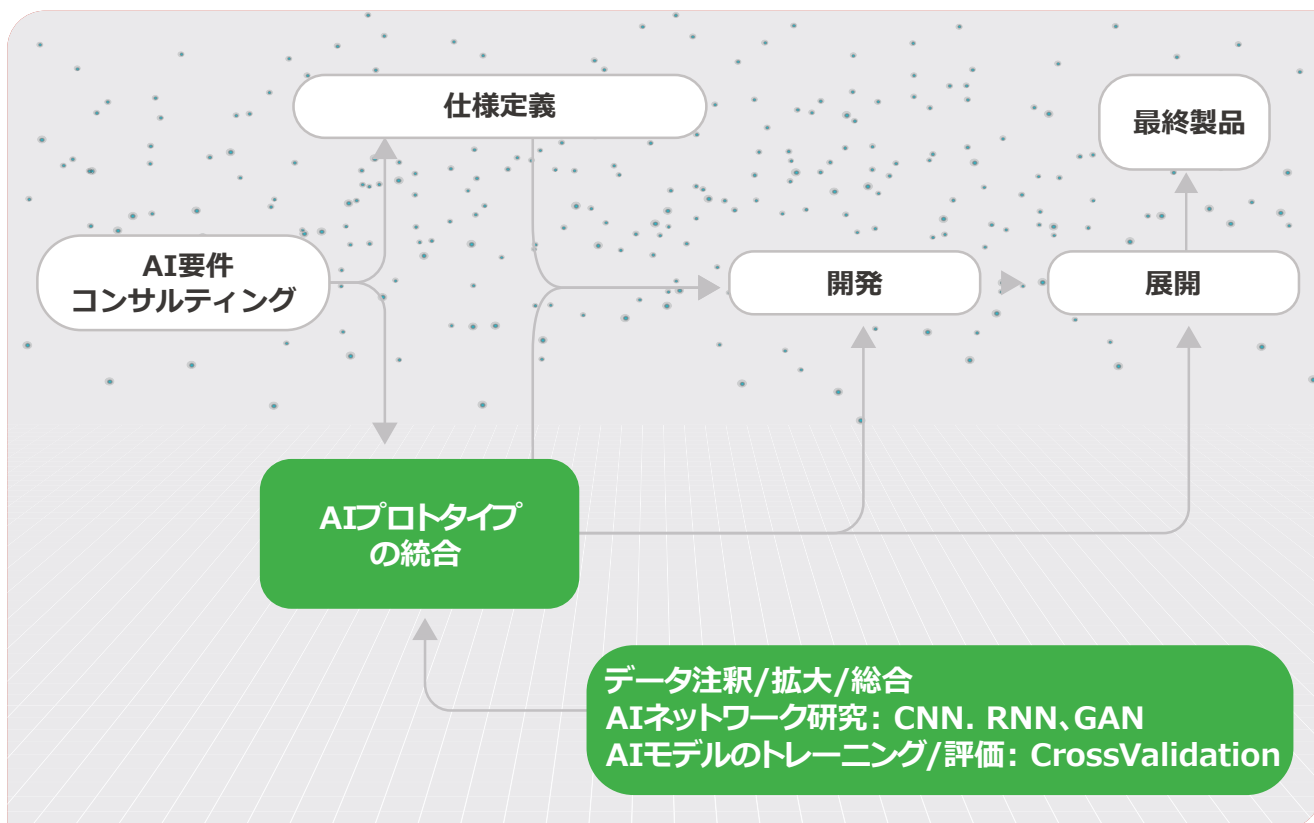 仕様定義
最終製品
AI要件
コンサルティング
開発
展開
AIプロトタイプ
の統合
データ注釈/拡大/総合
AIネットワーク研究: CNN. RNN、GAN
AIモデルのトレーニング/評価: CrossValidation